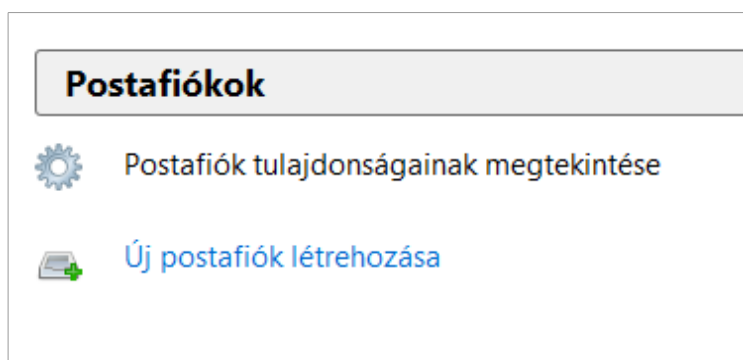 Postafiókok
Postafiók tulajdonságainak megtekintése
Új postafiók létrehozása